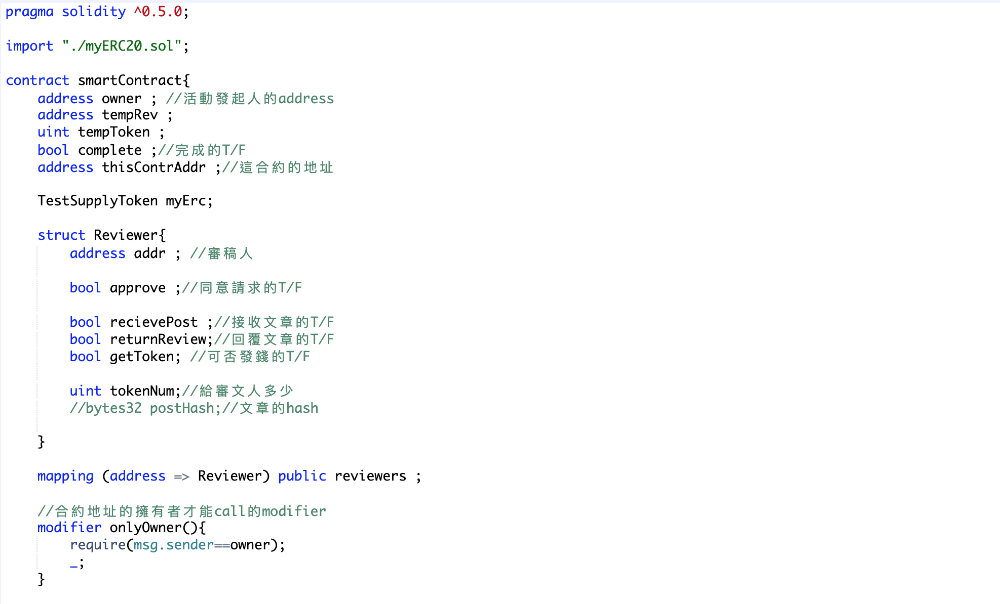 pragma solidity ^0.5.0;
import "./myERC20.sol";
contract smartContract{
address owner ; //活動發起人的address
address tempRev ;
uint tempToken ;
bool complete ;//完成的T/F
address thisContrAddr ;//這合約的地址
TestSupplyToken myErc;
struct Reviewer{
address addr ; //審稿人
bool approve ;//同意請求的T/F
bool recievePost ;//接收文章的T/F
bool returnReview;//回覆文章的T/F
bool getToken; //可否發錢的T/F
uint tokenNum;//給審文人多少
//bytes32 postHash;//文章的hash
}
mapping (address => Reviewer) public reviewers ;
//合約地址的擁有者才能call的modifier
modifier onlyOwner(){
require(msg.sender==owner);
_;
}